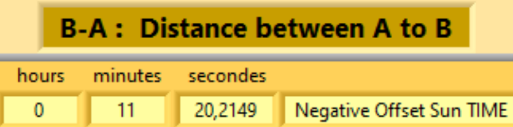 B-A : Distance between A to B
hours minutes secondes
0 11 20,2149 Negative Offset Sun TIME